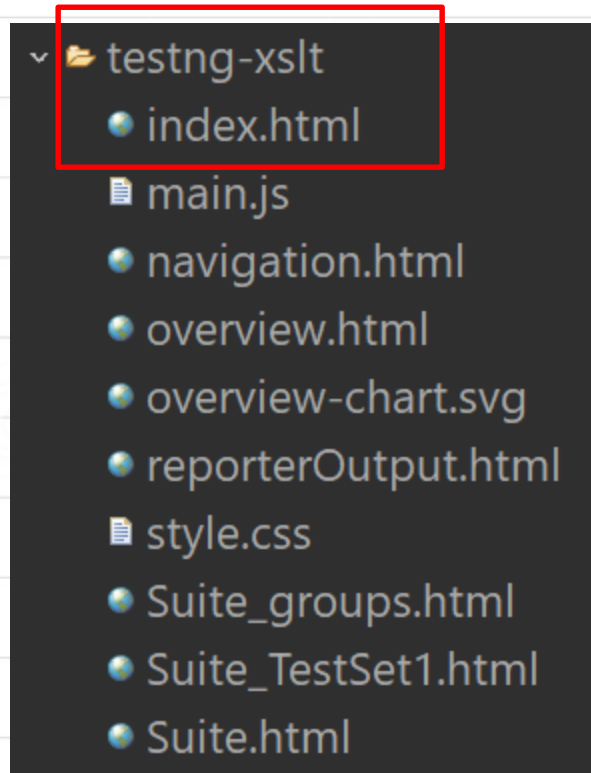 testng-xslt
index.html
main.js
navigation.html
overview.html
overview-chart.svg
reporterOutput.html
style.css
Suite_groups.html
Suite_TestSet1.html
Suite.html